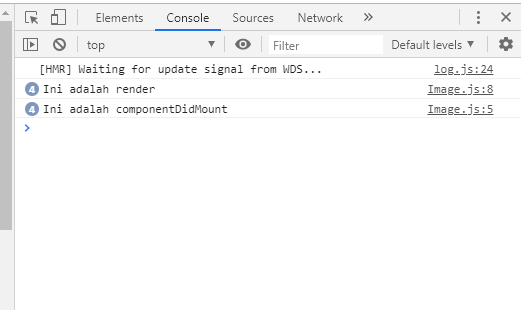 Elements Console Sources Network
top Filter Default levels
[HMR] Waiting for update signal from WDS... log.js:24
4 Ini adalah render Image.js:8
4 Ini adalah componentDidMount Image.js:5